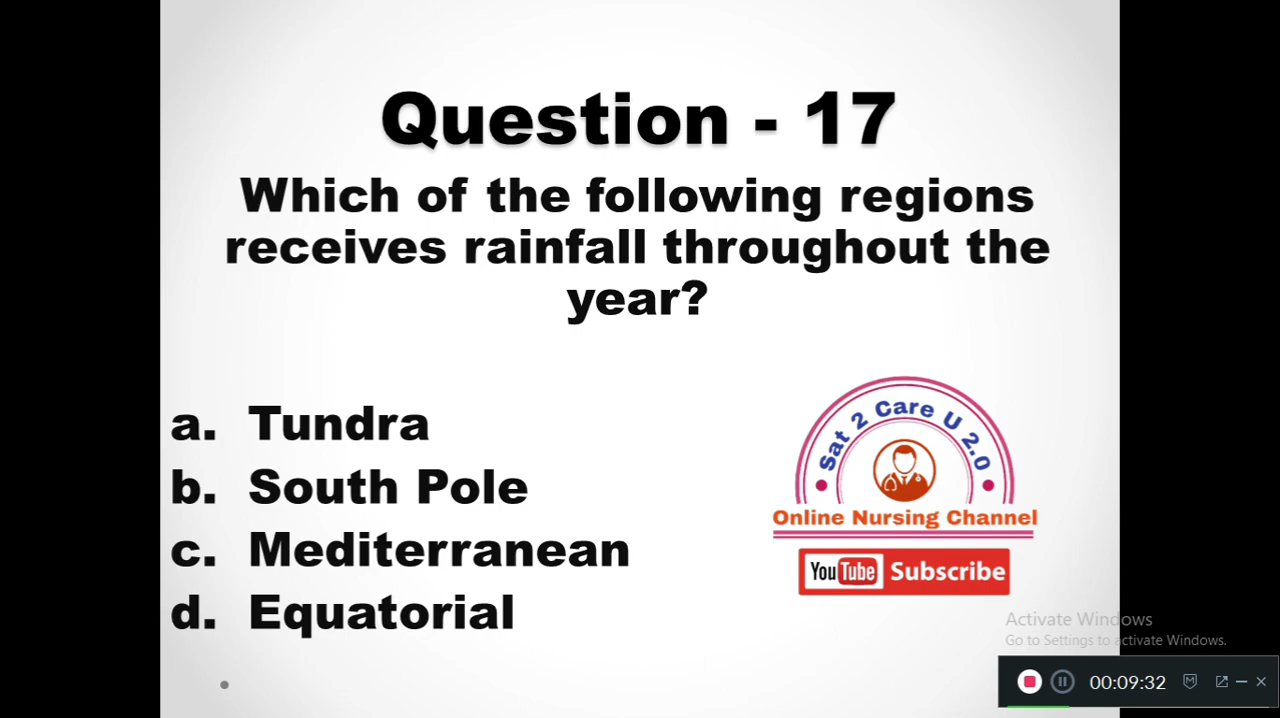 Question - 17
Which of the following regions
receives rainfall throughout the
year?
a. Tundra
b. South Pole
c. Mediterranean
d. Equatorial
Sat 2 Care U 2.0
Online Nursing Channel
YouTube Subscribe
Activate Windows
Go to Settings to activate Windows.
00:09:32